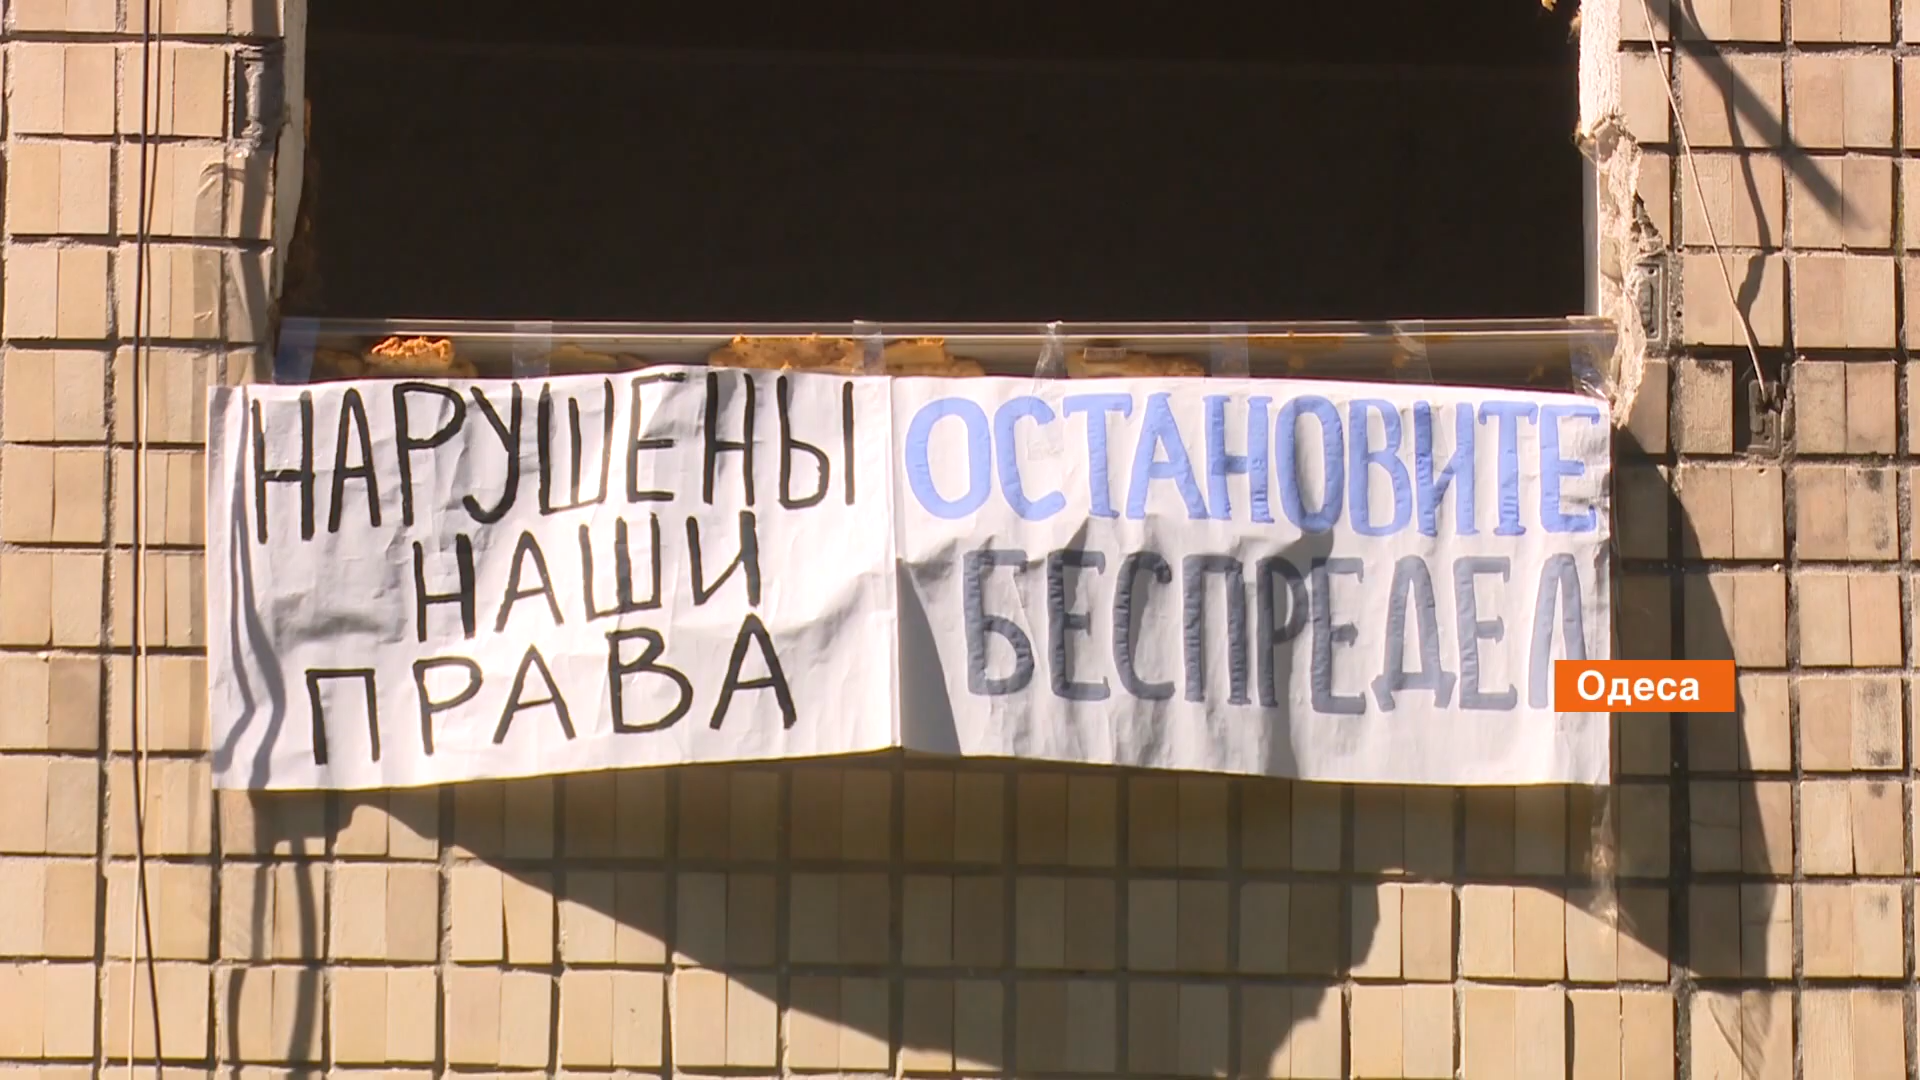 НАРУШЕНЫ
НАШИ
ПРАВА
ОСТАНОВИТЕ
БЕСПРЕДЕЛ
Одеса